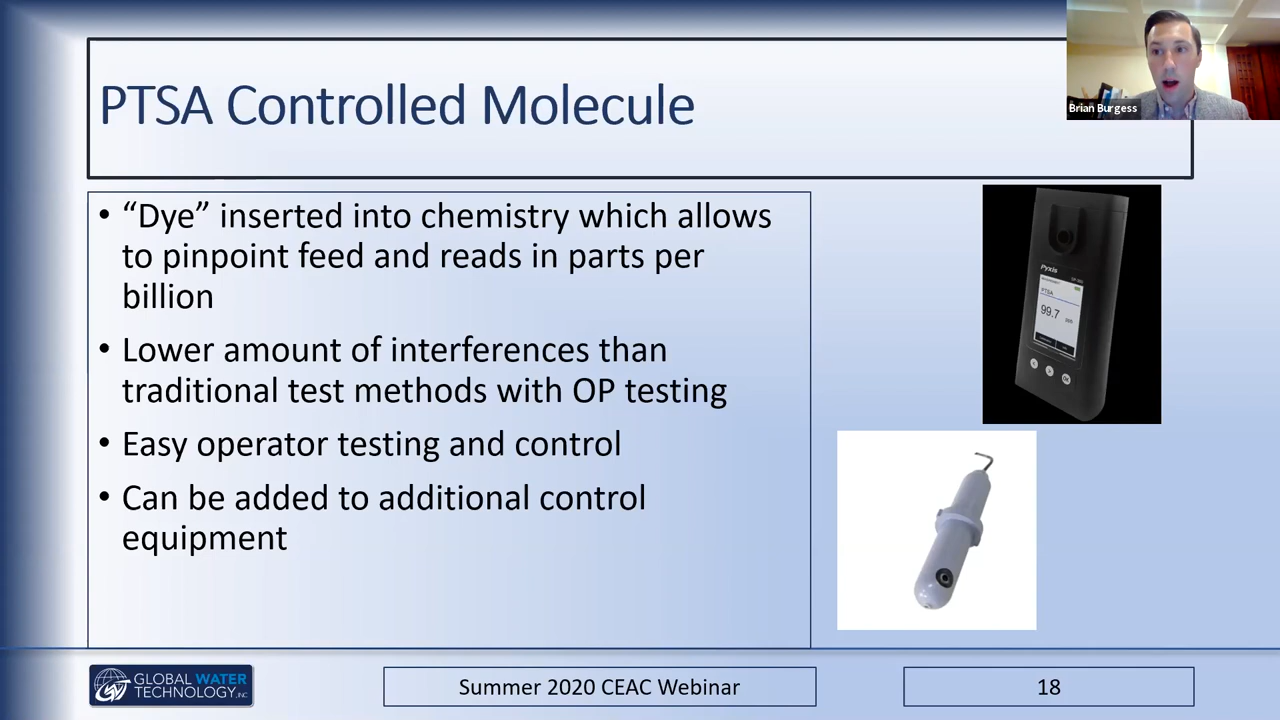 PTSA Controlled Molecule
Brian Burgess
• “Dye” inserted into chemistry which allows
to pinpoint feed and reads in parts per
billion
• Lower amount of interferences than
traditional test methods with OP testing
• Easy operator testing and control
• Can be added to additional control
equipment
Pyxis
PTSA
99.7
GLOBAL WATER
TECHNOLOGY, INC
Summer 2020 CEAC Webinar
18